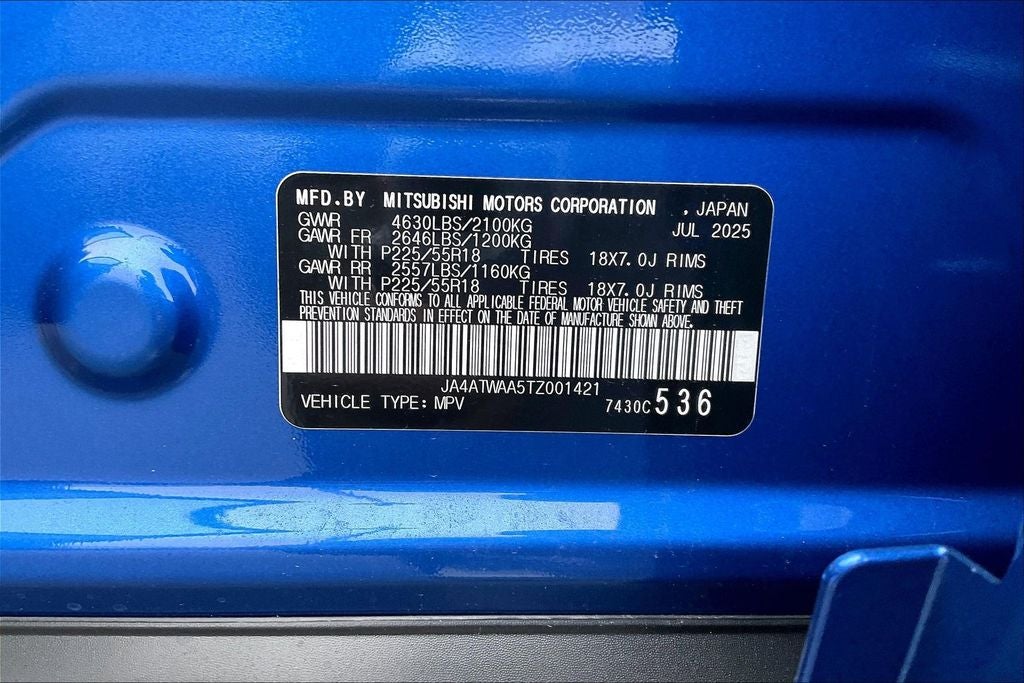 MFD.BY MITSUBISHI MOTORS CORPORATION , JAPAN
GVWR 4630LBS/2100KG JUL 2025
GAWR FR 2646LBS/1200KG
WITH P225/55R18 TIRES 18X7.0J RIMS
GAWR RR 2557LBS/1160KG
WITH P225/55R18 TIRES 18X7.0J RIMS
THIS VEHICLE CONFORMS TO ALL APPLICABLE FEDERAL MOTOR VEHICLE SAFETY AND THEFT
PREVENTION STANDARDS IN EFFECT ON THE DATE OF MANUFACTURE SHOWN ABOVE.
JA4ATWAA5TZ001421
VEHICLE TYPE: MPV 7430C 536